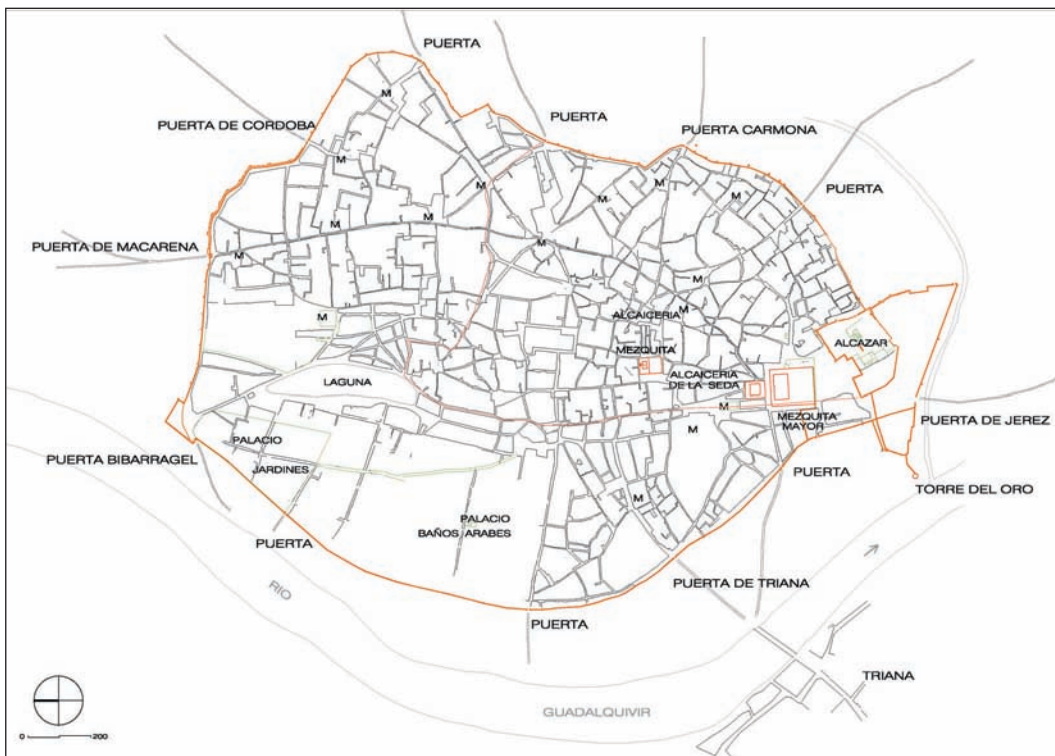 PUERTA
PUERTA DE CORDOBA
PUERTA
PUERTA CARMONA
PUERTA
PUERTA DE MACARENA
M
M
M
M
M
M
M
M
M
M
M
M
M
ALCAICERIA
MEZQUITA
ALCAICERIA
DE LA SEDA
ALCAZAR
LAGUNA
M
M
MEZQUITA
MAYOR
PUERTA DE JEREZ
PALACIO
JARDINES
PUERTA BIBARRAGEL
PUERTA
TORRE DEL ORO
M
PALACIO
BAÑOS ARABES
PUERTA
PUERTA DE TRIANA
RIO
PUERTA
TRIANA
GUADALQUIVIR
0 200